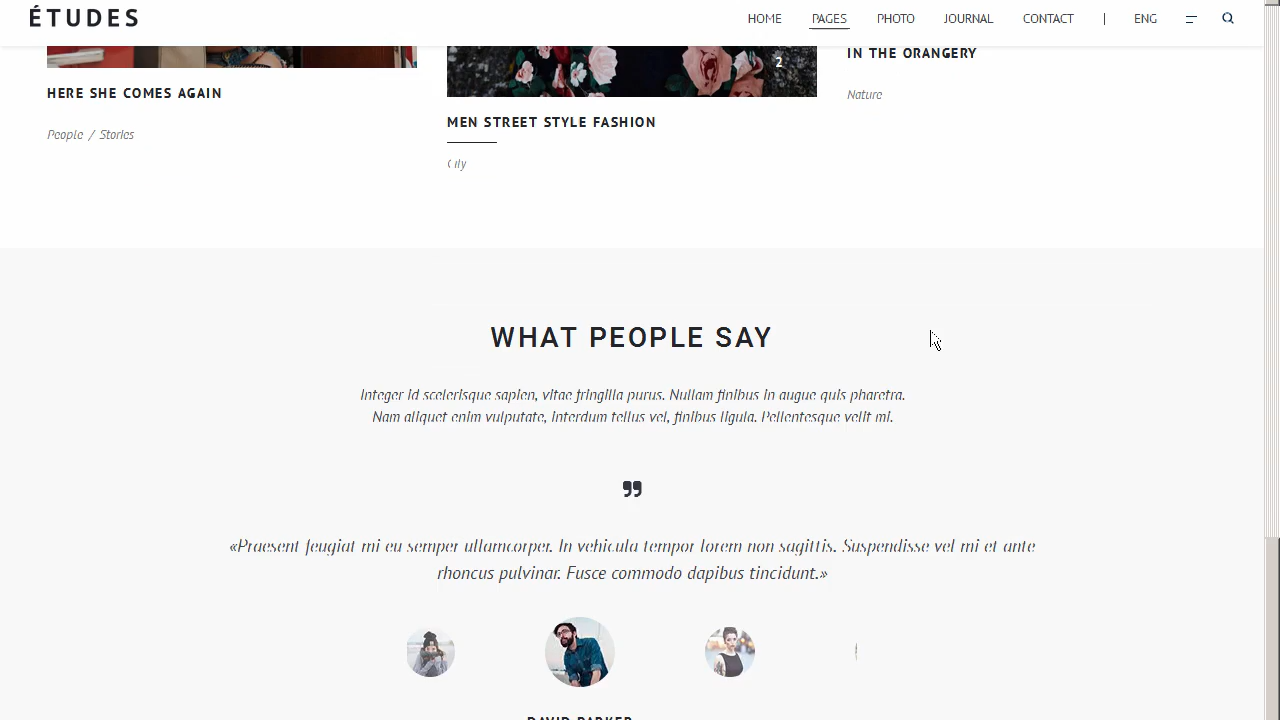 ÉTUDES
HOME PAGES PHOTO JOURNAL CONTACT | ENG
2
IN THE ORANGERY
HERE SHE COMES AGAIN
Nature
MEN STREET STYLE FASHION
People / Stories
City
WHAT PEOPLE SAY
Integer id scelerisque sapien, vitae fringilla purus. Nullam finibus in augue quis pharetra.
Nam aliquet enim vulputate, interdum tellus vel, finibus ligula. Pellentesque velit mi.
«Praesent feugiat mi eu semper ullamcorper. In vehicula tempor lorem non sagittis. Suspendisse vel mi et ante
rhoncus pulvinar. Fusce commodo dapibus tincidunt.»
DAVID PARKER